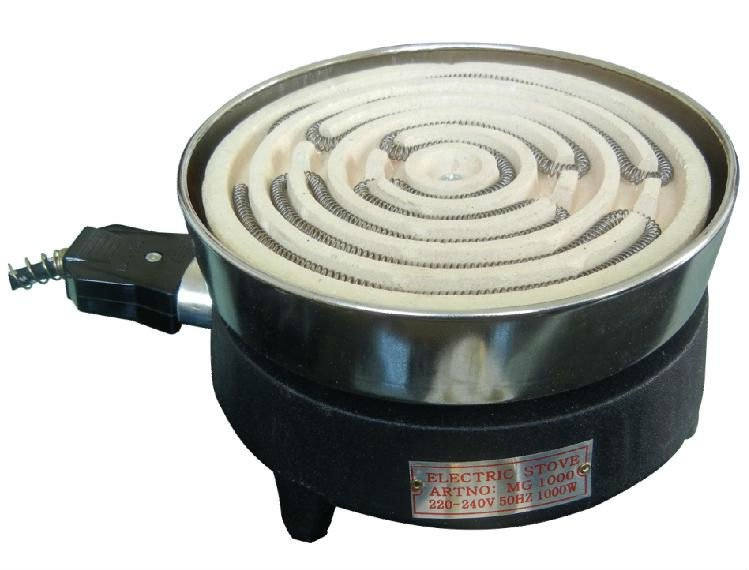 ELECTRIC STOVE
ARTNO: MG 1000
220-240V 50HZ 1000W